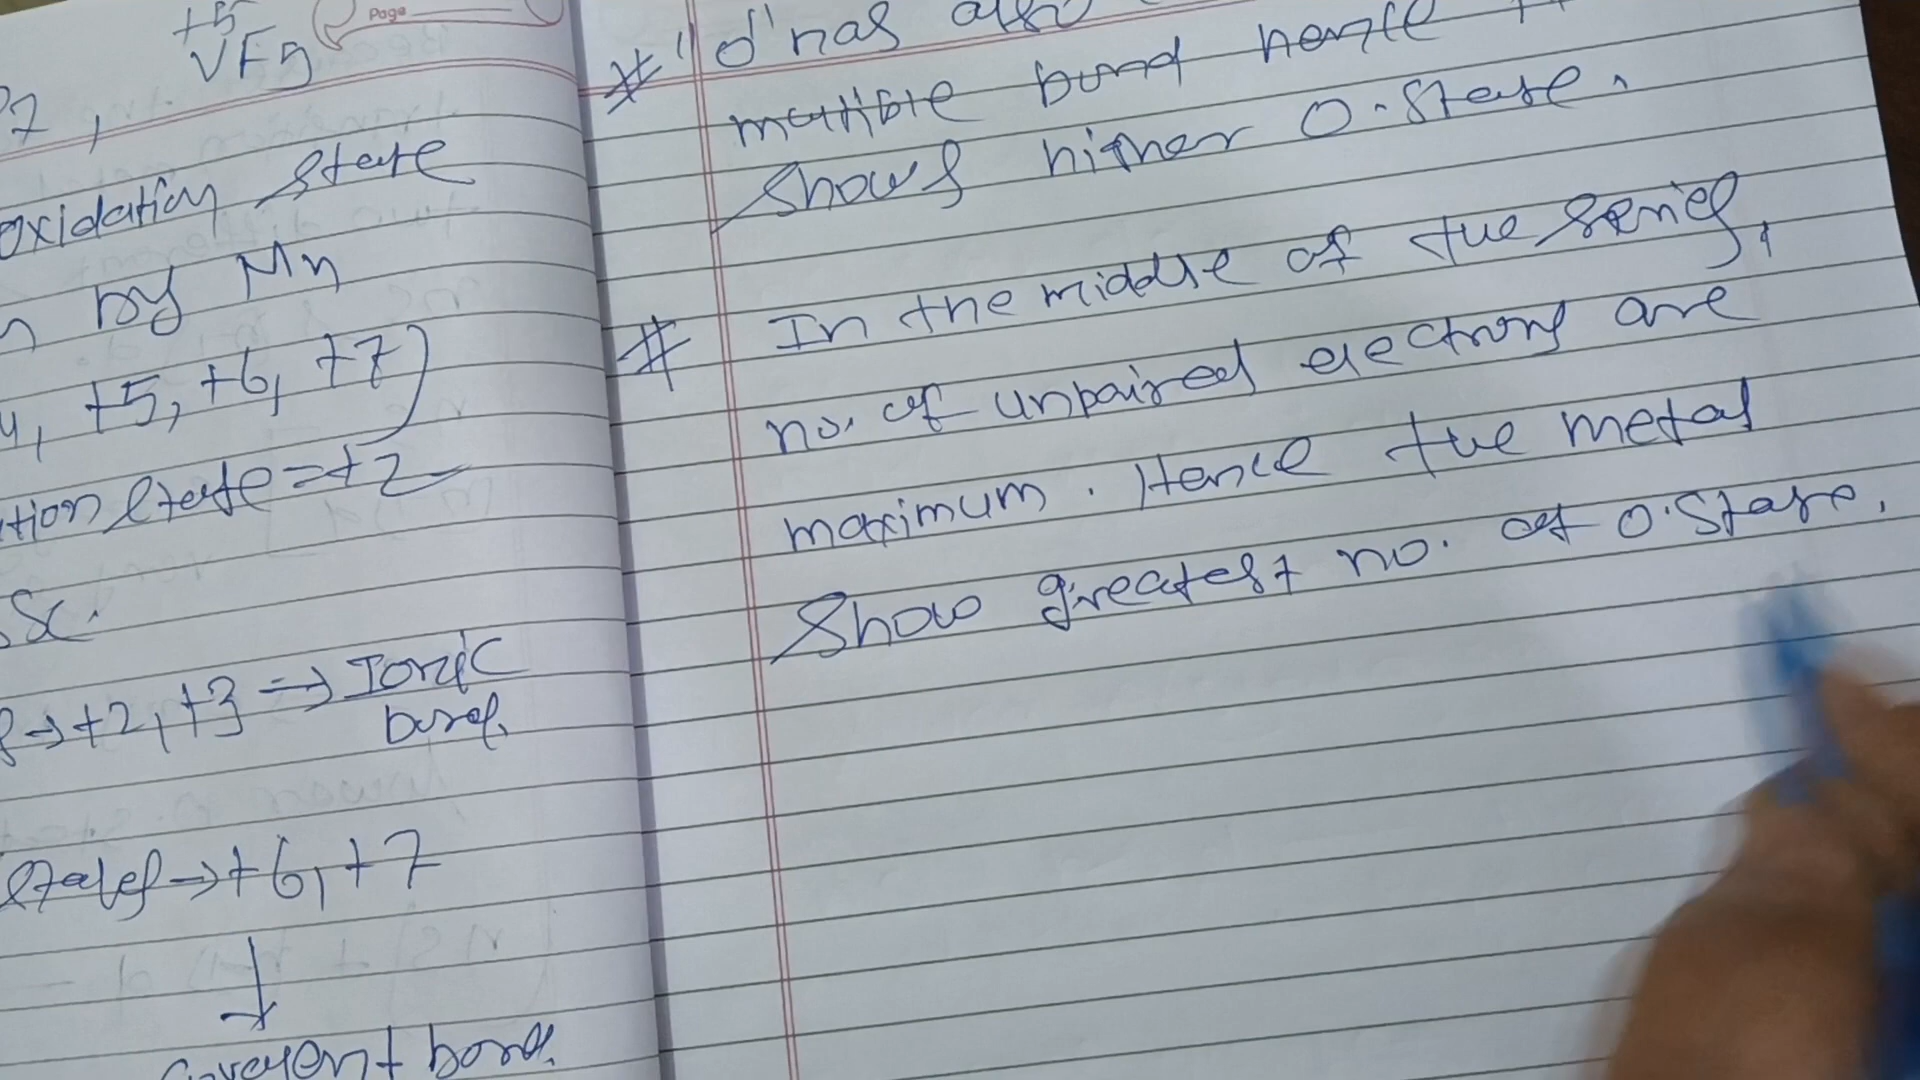 +5
VF5
Page
7,
oxidation state
by Mn
4, +5, +6, +7)
tion state = +2
Sc.
→ +2, +3 ⇒ Ionic
bond.
states → +6, +7
↓
Covalent bond.
# 'O' has also
multiple bond hence
shows higher O.State.
# In the middle of the series,
no. of unpaired electrons are
maximum. Hence the metal
Show greatest no. of O.State.